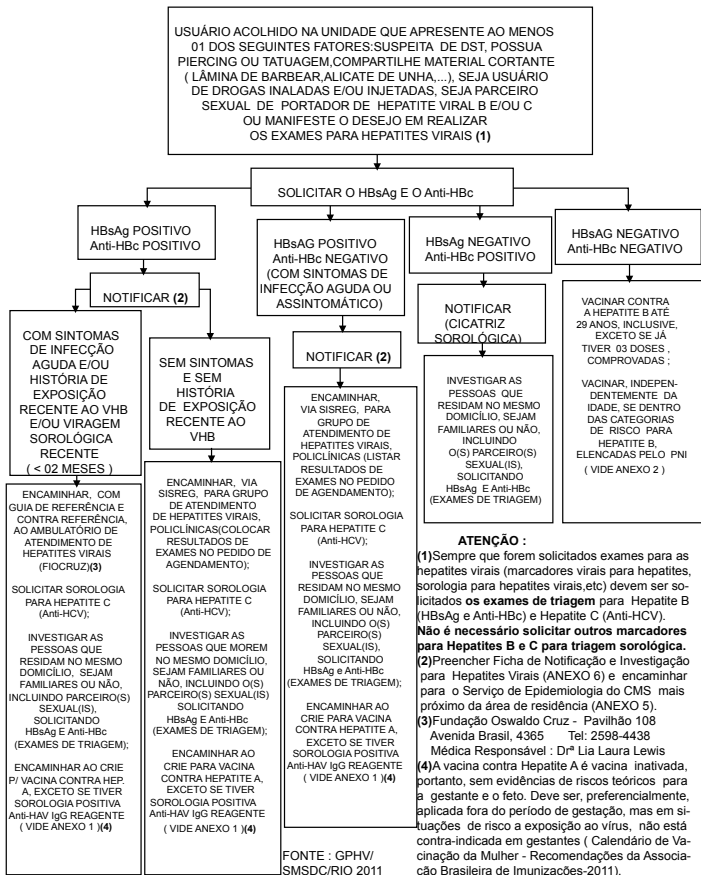 USUÁRIO ACOLHIDO NA UNIDADE QUE APRESENTE AO MENOS
01 DOS SEGUINTES FATORES:SUSPEITA DE DST, POSSUA
PIERCING OU TATUAGEM,COMPARTILHE MATERIAL CORTANTE
( LÂMINA DE BARBEAR,ALICATE DE UNHA,...), SEJA USUÁRIO
DE DROGAS INALADAS E/OU INJETADAS, SEJA PARCEIRO
SEXUAL DE PORTADOR DE HEPATITE VIRAL B E/OU C
OU MANIFESTE O DESEJO EM REALIZAR
OS EXAMES PARA HEPATITES VIRAIS (1)
SOLICITAR O HBsAg E O Anti-HBc
HBsAg POSITIVO
Anti-HBc POSITIVO
NOTIFICAR (2)
COM SINTOMAS
DE INFECÇÃO
AGUDA E/OU
HISTÓRIA DE
EXPOSIÇÃO
RECENTE AO VHB
E/OU VIRAGEM
SOROLÓGICA
RECENTE
( < 02 MESES )
ENCAMINHAR, COM
GUIA DE REFERÊNCIA E
CONTRA REFERÊNCIA,
AO AMBULATÓRIO DE
ATENDIMENTO DE
HEPATITES VIRAIS
(FIOCRUZ)(3)
SOLICITAR SOROLOGIA
PARA HEPATITE C
(Anti-HCV);
INVESTIGAR AS
PESSOAS QUE
RESIDAM NO MESMO
DOMICÍLIO, SEJAM
FAMILIARES OU NÃO,
INCLUINDO PARCEIRO(S)
SEXUAL(IS),
SOLICITANDO
HBsAg E Anti-HBc
(EXAMES DE TRIAGEM);
ENCAMINHAR AO CRIE
P/ VACINA CONTRA HEP.
A, EXCETO SE TIVER
SOROLOGIA POSITIVA
Anti-HAV IgG REAGENTE
( VIDE ANEXO 1 )(4)
SEM SINTOMAS
E SEM
HISTÓRIA
DE EXPOSIÇÃO
RECENTE AO
VHB
ENCAMINHAR, VIA
SISREG, PARA GRUPO
DE ATENDIMENTO
DE HEPATITES VIRAIS,
POLICLÍNICAS(COLOCAR
RESULTADOS DE
EXAMES NO PEDIDO DE
AGENDAMENTO);
SOLICITAR SOROLOGIA
PARA HEPATITE C
(Anti-HCV);
INVESTIGAR AS
PESSOAS QUE MOREM
NO MESMO DOMICÍLIO,
SEJAM FAMILIARES OU
NÃO, INCLUINDO O(S)
PARCEIRO(S) SEXUAL(IS)
SOLICITANDO
HBsAg E Anti-HBc
(EXAMES DE TRIAGEM);
ENCAMINHAR AO
CRIE PARA VACINA
CONTRA HEPATITE A,
EXCETO SE TIVER
SOROLOGIA POSITIVA
Anti-HAV IgG REAGENTE
( VIDE ANEXO 1 )(4)
HBsAG POSITIVO
Anti-HBc NEGATIVO
(COM SINTOMAS DE
INFECÇÃO AGUDA OU
ASSINTOMÁTICO)
NOTIFICAR (2)
ENCAMINHAR,
VIA SISREG, PARA
GRUPO DE
ATENDIMENTO DE
HEPATITES VIRAIS,
POLICLÍNICAS (LISTAR
RESULTADOS DE
EXAMES NO PEDIDO
DE AGENDAMENTO);
SOLICITAR SOROLOGIA
PARA HEPATITE C
(Anti-HCV);
INVESTIGAR AS
PESSOAS QUE
RESIDAM NO MESMO
DOMICÍLIO, SEJAM
FAMILIARES OU NÃO,
INCLUINDO O(S)
PARCEIRO(S)
SEXUAL(IS),
SOLICITANDO
HBsAg e Anti-HBc
(EXAMES DE TRIAGEM);
ENCAMINHAR AO
CRIE PARA VACINA
CONTRA HEPATITE A,
EXCETO SE TIVER
SOROLOGIA POSITIVA
Anti-HAV IgG REAGENTE
( VIDE ANEXO 1 )(4)
HBsAg NEGATIVO
Anti-HBc POSITIVO
NOTIFICAR
(CICATRIZ
SOROLÓGICA)
INVESTIGAR AS
PESSOAS QUE
RESIDAM NO MESMO
DOMICÍLIO, SEJAM
FAMILIARES OU NÃO,
INCLUINDO
O(S) PARCEIRO(S)
SEXUAL(IS),
SOLICITANDO
HBsAg E Anti-HBc
(EXAMES DE TRIAGEM)
HBsAG NEGATIVO
Anti-HBc NEGATIVO
VACINAR CONTRA
A HEPATITE B ATÉ
29 ANOS, INCLUSIVE,
EXCETO SE JÁ
TIVER 03 DOSES ,
COMPROVADAS ;
VACINAR, INDEPEN-
DENTEMENTE DA
IDADE, SE DENTRO
DAS CATEGORIAS
DE RISCO PARA
HEPATITE B,
ELENCADAS PELO PNI
( VIDE ANEXO 2 )
ATENÇÃO :
(1)Sempre que forem solicitados exames para as
hepatites virais (marcadores virais para hepatites,
sorologia para hepatites virais,etc) devem ser so-
licitados os exames de triagem para Hepatite B
(HBsAg e Anti-HBc) e Hepatite C (Anti-HCV).
Não é necessário solicitar outros marcadores
para Hepatites B e C para triagem sorológica.
(2)Preencher Ficha de Notificação e Investigação
para Hepatites Virais (ANEXO 6) e encaminhar
para o Serviço de Epidemiologia do CMS mais
próximo da área de residência (ANEXO 5).
(3)Fundação Oswaldo Cruz - Pavilhão 108
Avenida Brasil, 4365 Tel: 2598-4438
Médica Responsável : Drª Lia Laura Lewis
(4)A vacina contra Hepatite A é vacina inativada,
portanto, sem evidências de riscos teóricos para
a gestante e o feto. Deve ser, preferencialmente,
aplicada fora do período de gestação, mas em si-
tuações de risco a exposição ao vírus, não está
contra-indicada em gestantes ( Calendário de Va-
cinação da Mulher - Recomendações da Associa-
ção Brasileira de Imunizações-2011).
FONTE : GPHV/
SMSDC/RIO 2011